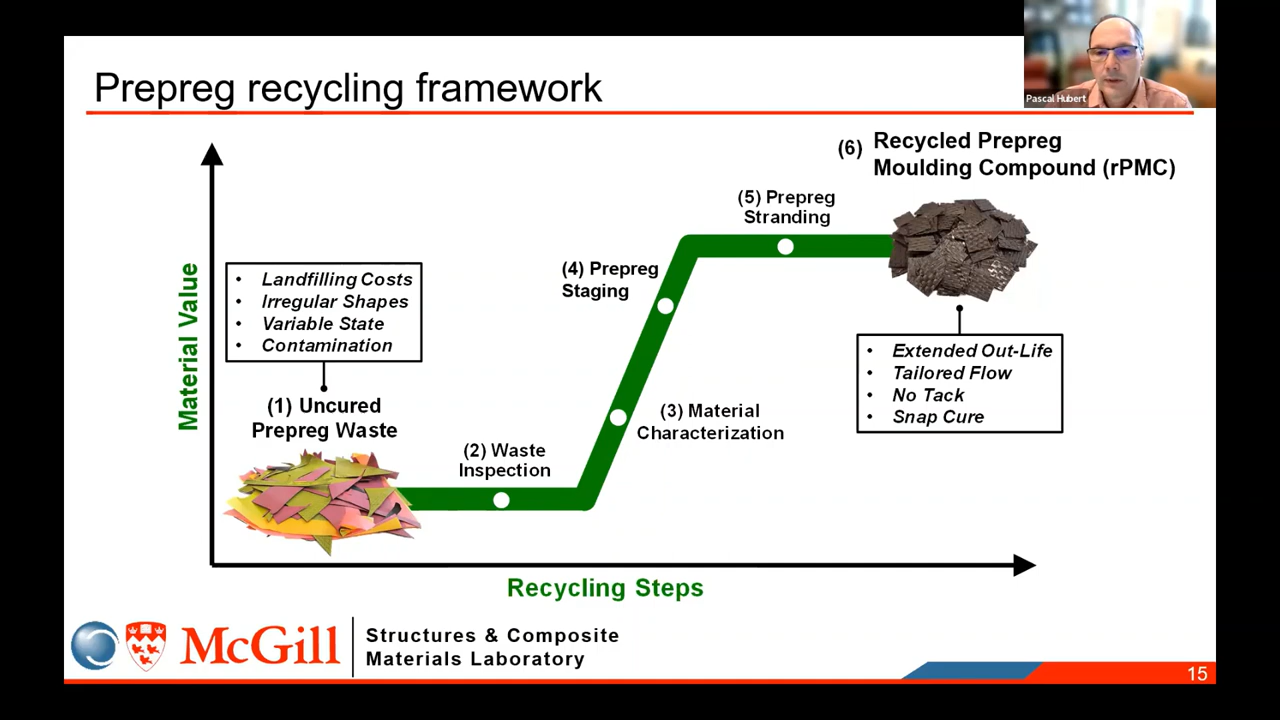 Prepreg recycling framework
Pascal Hubert
(6) Recycled Prepreg
Moulding Compound (rPMC)
(5) Prepreg
Stranding
(4) Prepreg
Staging
• Landfilling Costs
• Irregular Shapes
• Variable State
• Contamination
Material Value
• Extended Out-Life
• Tailored Flow
• No Tack
• Snap Cure
(1) Uncured
Prepreg Waste
(3) Material
Characterization
(2) Waste
Inspection
Recycling Steps
McGill
Structures & Composite
Materials Laboratory
15